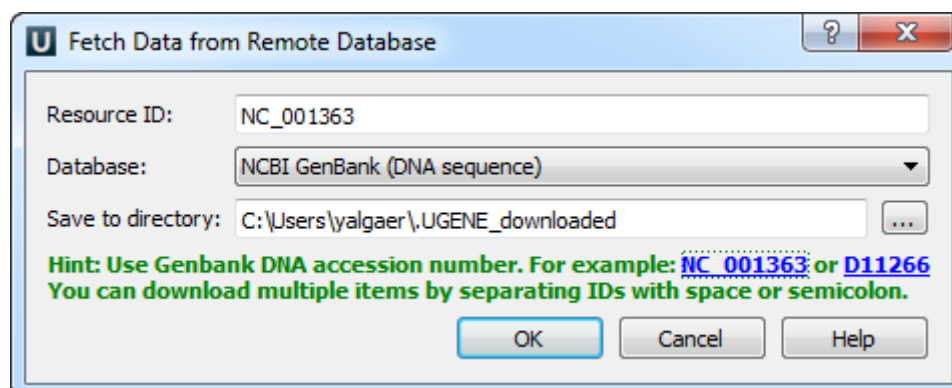 U Fetch Data from Remote Database
Resource ID: NC_001363
Database: NCBI GenBank (DNA sequence)
Save to directory: C:\Users\yalgaer\.UGENE_downloaded ...
Hint: Use Genbank DNA accession number. For example: NC_001363 or D11266
You can download multiple items by separating IDs with space or semicolon.
OK Cancel Help